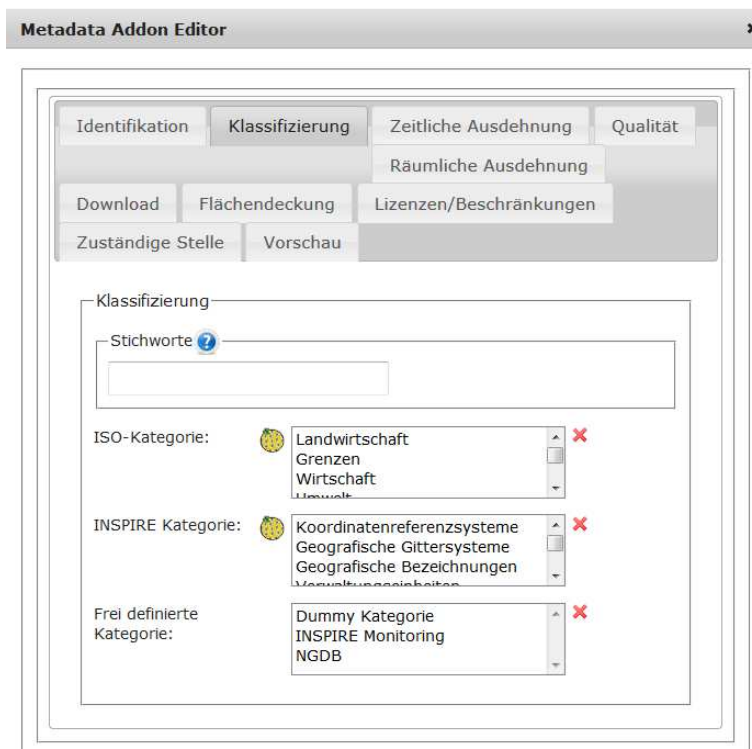 Metadata Addon Editor
Identifikation Klassifizierung Zeitliche Ausdehnung Qualität
Räumliche Ausdehnung
Download Flächendeckung Lizenzen/Beschränkungen
Zuständige Stelle Vorschau
Klassifizierung
Stichworte
ISO-Kategorie:
Landwirtschaft
Grenzen
Wirtschaft
Umwelt
INSPIRE Kategorie:
Koordinatenreferenzsysteme
Geografische Gittersysteme
Geografische Bezeichnungen
Verwaltungseinheiten
Frei definierte
Kategorie:
Dummy Kategorie
INSPIRE Monitoring
NGDB